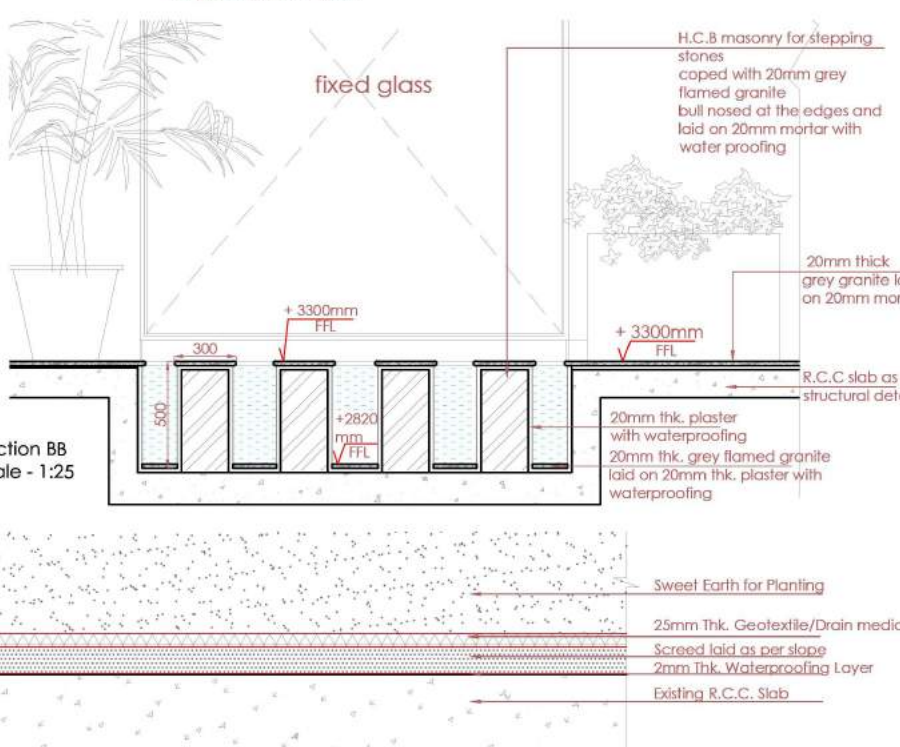 H.C.B masonry for stepping
stones
coped with 20mm grey
flamed granite
bull nosed at the edges and
laid on 20mm mortar with
water proofing
fixed glass
20mm thick
grey granite
on 20mm
+ 3300mm
FFL
+ 3300mm
FFL
300
R.C.C slab as
structural
500
+2820
mm
FFL
20mm thk. plaster
with waterproofing
20mm thk. grey flamed granite
laid on 20mm thk. plaster with
waterproofing
ction BB
ale - 1:25
Sweet Earth for Planting
25mm Thk. Geotextile/Drain medic
Screed laid as per slope
2mm Thk. Waterproofing Layer
Existing R.C.C. Slab